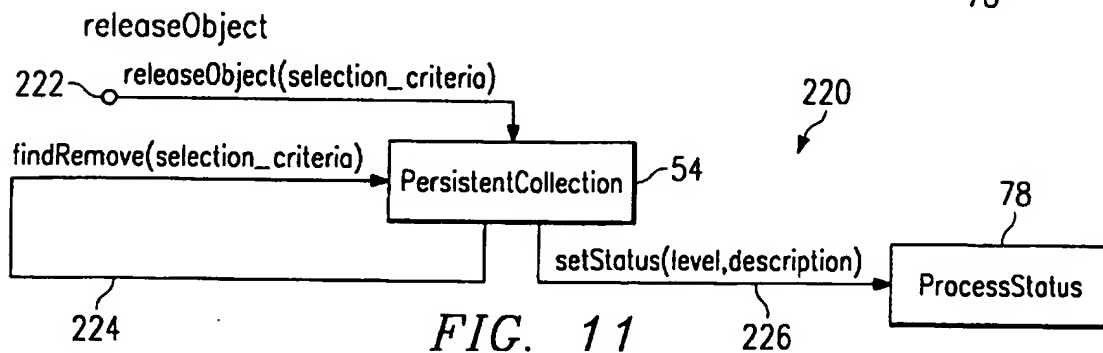 releaseObject
222
releaseObject(selection_criteria)
220
findRemove(selection_criteria)
PersistentCollection
54
78
setStatus(level,description)
ProcessStatus
224
FIG. 11
226